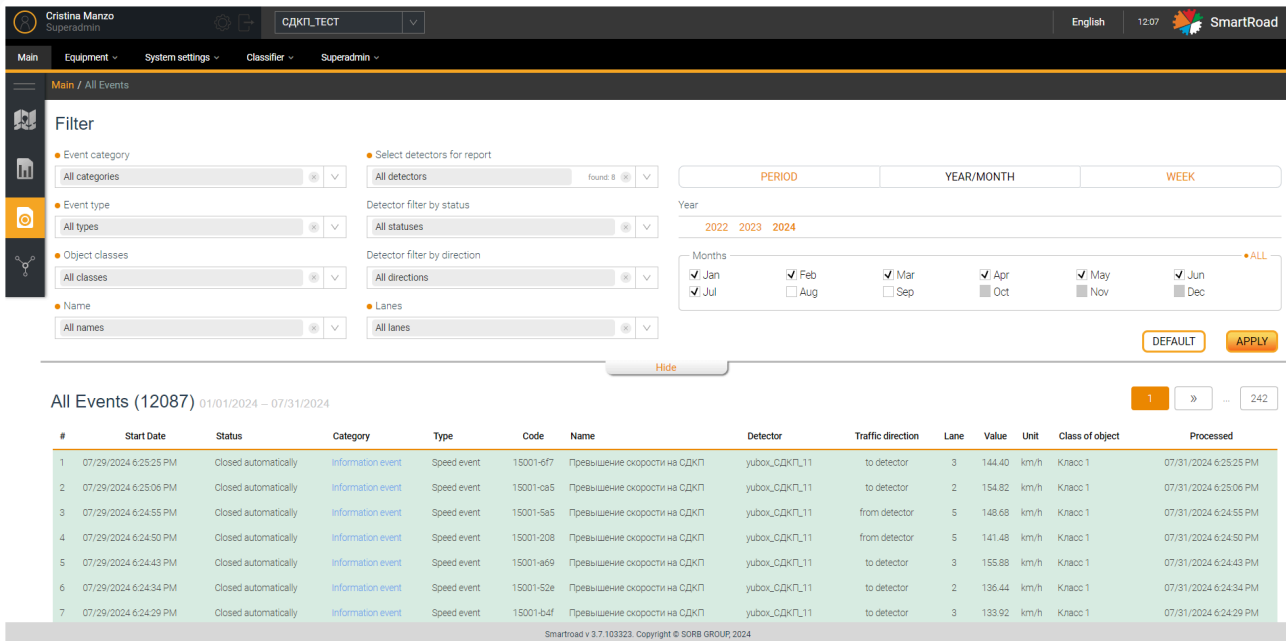 Cristina Manzo
Superadmin
СДКП_ТЕСТ
English 12:07 SmartRoad
Main Equipment System settings Classifier Superadmin
Main / All Events
Filter
Event category
All categories
Event type
All types
Object classes
All classes
Name
All names
Select detectors for report
All detectors found: 8
Detector filter by status
All statuses
Detector filter by direction
All directions
Lanes
All lanes
PERIOD YEAR/MONTH WEEK
Year
2022 2023 2024
Months ALL
Jan Feb Mar Apr May Jun
Jul Aug Sep Oct Nov Dec
DEFAULT APPLY
Hide
All Events (12087) 01/01/2024 – 07/31/2024
1 » ... 242
# Start Date Status Category Type Code Name Detector Traffic direction Lane Value Unit Class of object Processed
1 07/29/2024 6:25:25 PM Closed automatically Information event Speed event 15001-6f7 Превышение скорости на СДКП yubox_СДКП_11 to detector 3 144.40 km/h Класс 1 07/31/2024 6:25:25 PM
2 07/29/2024 6:25:06 PM Closed automatically Information event Speed event 15001-ca5 Превышение скорости на СДКП yubox_СДКП_11 to detector 2 154.82 km/h Класс 1 07/31/2024 6:25:06 PM
3 07/29/2024 6:24:55 PM Closed automatically Information event Speed event 15001-5a5 Превышение скорости на СДКП yubox_СДКП_11 from detector 5 148.68 km/h Класс 1 07/31/2024 6:24:55 PM
4 07/29/2024 6:24:50 PM Closed automatically Information event Speed event 15001-208 Превышение скорости на СДКП yubox_СДКП_11 from detector 5 141.48 km/h Класс 1 07/31/2024 6:24:50 PM
5 07/29/2024 6:24:43 PM Closed automatically Information event Speed event 15001-a69 Превышение скорости на СДКП yubox_СДКП_11 to detector 3 155.88 km/h Класс 1 07/31/2024 6:24:43 PM
6 07/29/2024 6:24:34 PM Closed automatically Information event Speed event 15001-52e Превышение скорости на СДКП yubox_СДКП_11 to detector 2 136.44 km/h Класс 1 07/31/2024 6:24:34 PM
7 07/29/2024 6:24:29 PM Closed automatically Information event Speed event 15001-b4f Превышение скорости на СДКП yubox_СДКП_11 to detector 3 133.92 km/h Класс 1 07/31/2024 6:24:29 PM
Smartroad v 3.7.103323. Copyright © SORB GROUP, 2024